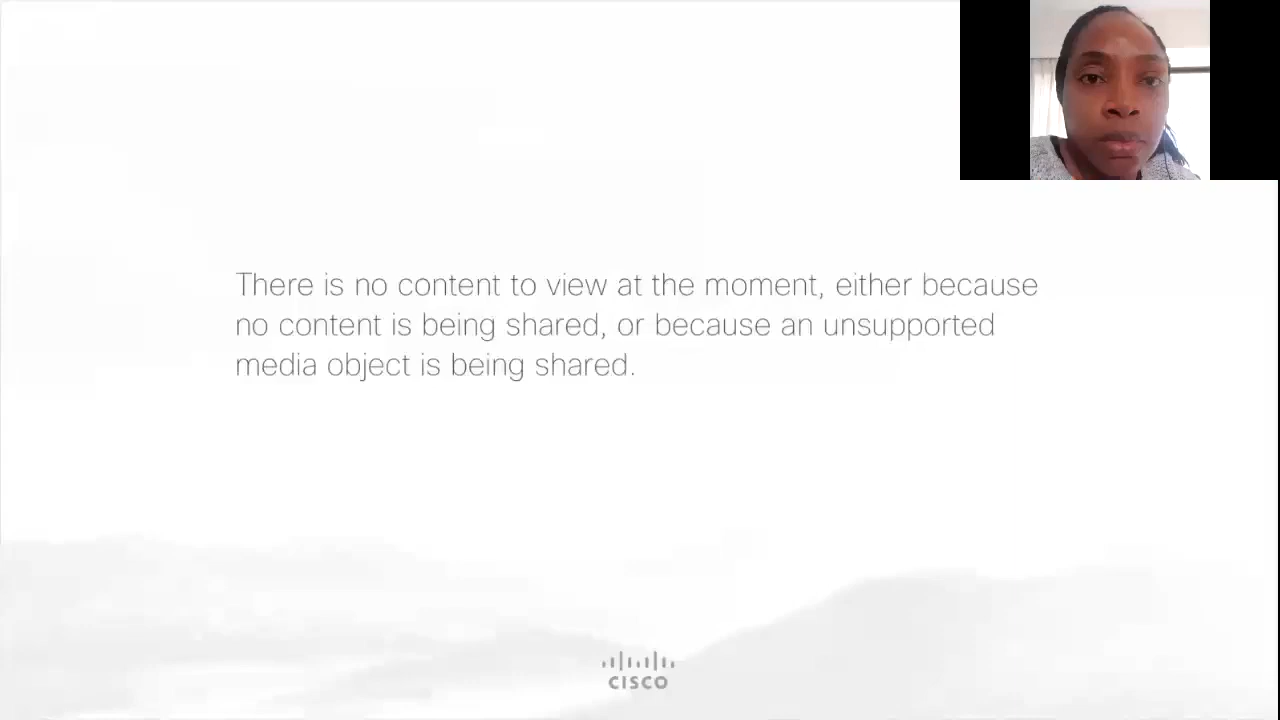 There is no content to view at the moment, either because
no content is being shared, or because an unsupported
media object is being shared.
CISCO